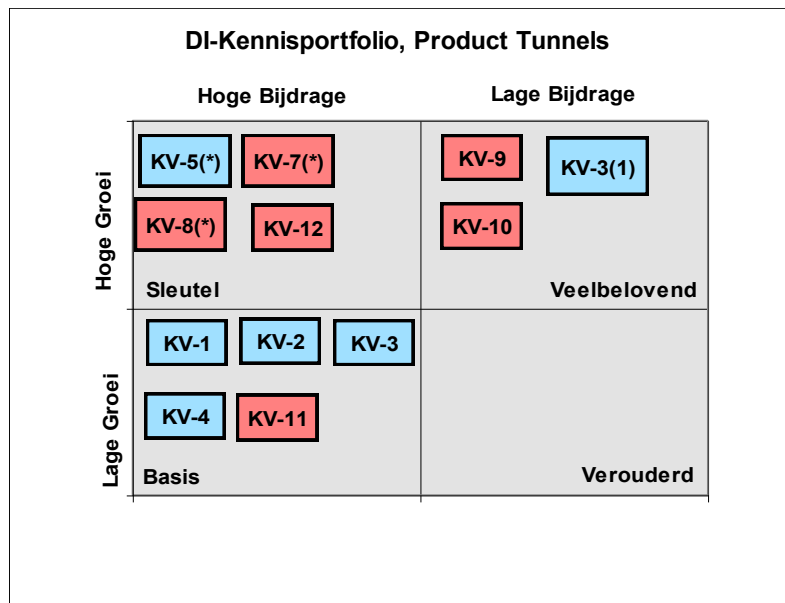 DI-Kennisportfolio, Product Tunnels
Hoge Bijdrage
Lage Bijdrage
Hoge Groei
KV-5(*)
KV-7(*)
KV-9
KV-3(1)
KV-8(*)
KV-12
KV-10
Sleutel
Veelbelovend
Lage Groei
KV-1
KV-2
KV-3
KV-4
KV-11
Basis
Verouderd